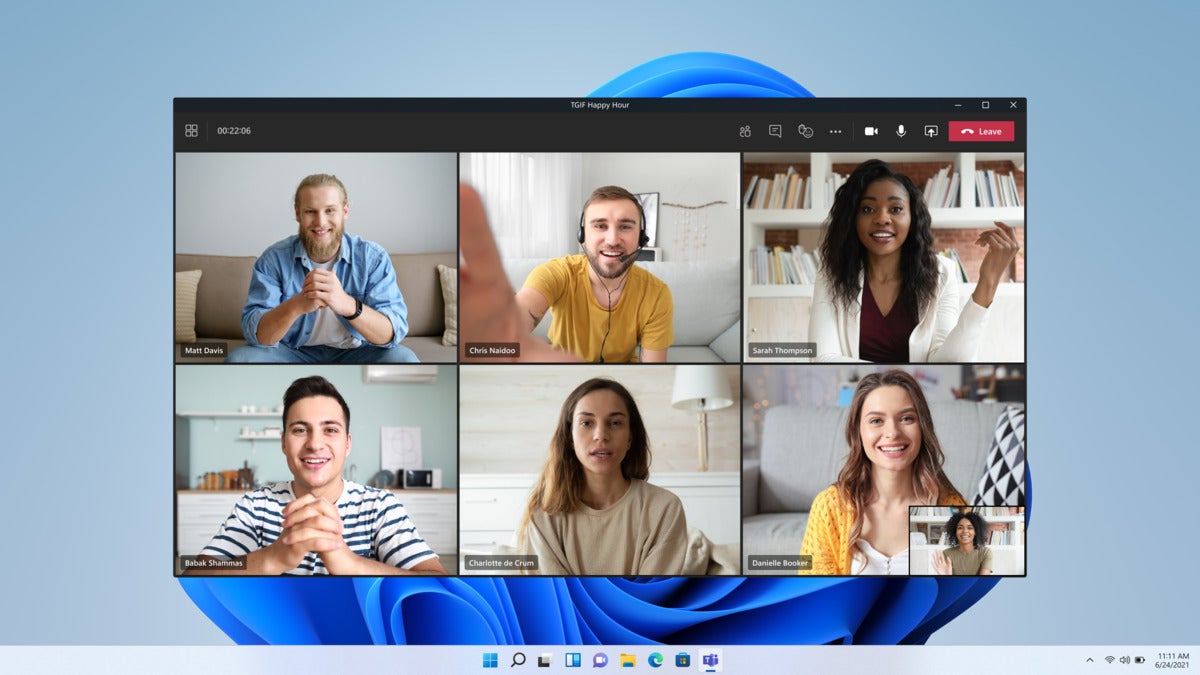 TGIF Happy Hour
00:22:06
Leave
Matt Davis
Chris Naidoo
Sarah Thompson
Babak Shammas
Charlotte de Crum
Danielle Booker
11:11 AM
6/24/2021